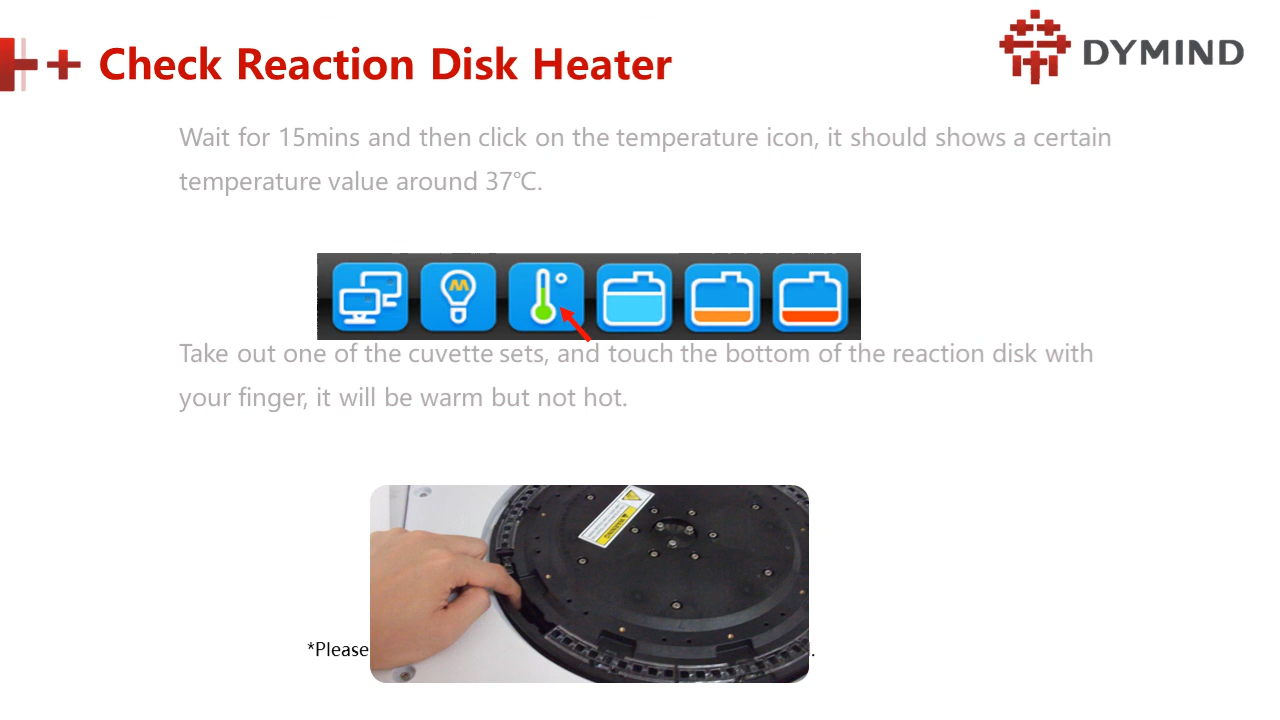 Check Reaction Disk Heater
DYMIND
Wait for 15mins and then click on the temperature icon, it should shows a certain
temperature value around 37℃.
Take out one of the cuvette sets, and touch the bottom of the reaction disk with
your finger, it will be warm but not hot.
*Please
.